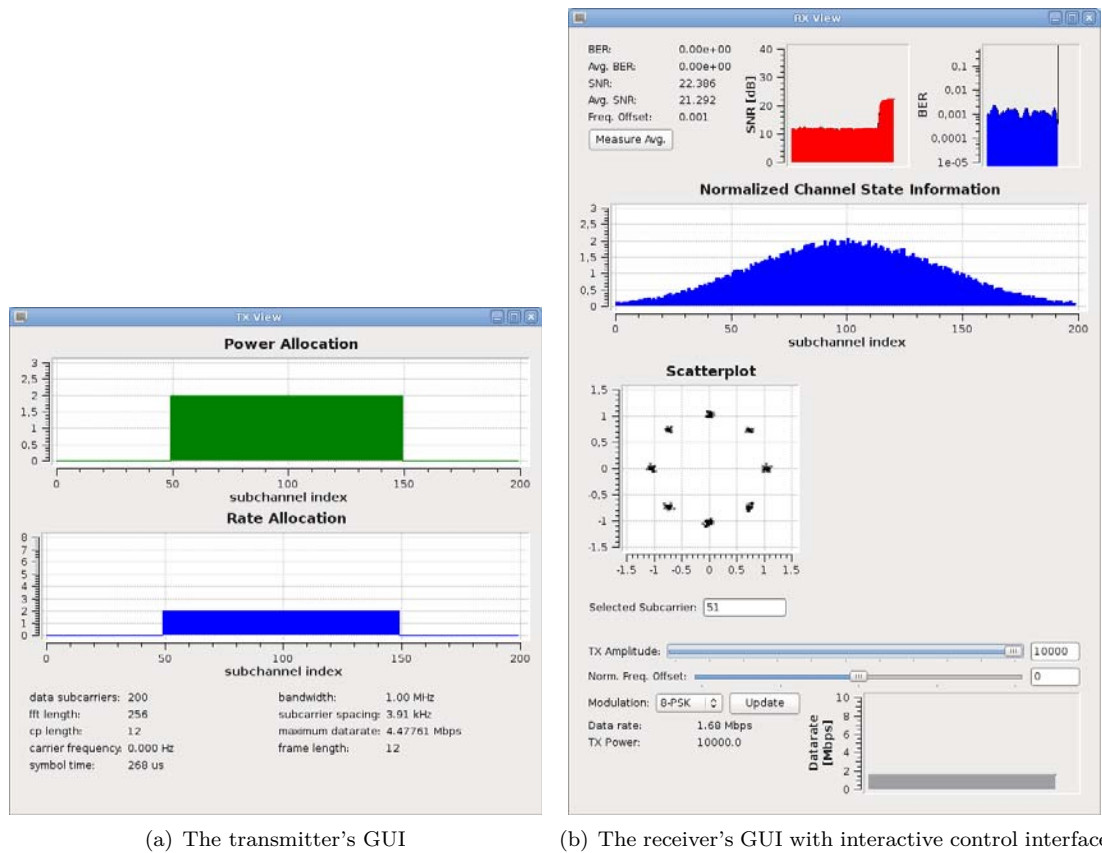 TX View
Power Allocation
3
2,5
2
1.5
1
0,5
0
0 50 100 150 200
subchannel index
Rate Allocation
8
7
6
5
4
3
2
1
0
0 50 100 150 200
subchannel index
data subcarriers: 200
fft length: 256
cp length: 12
carrier frequency: 0.000 Hz
symbol time: 268 us
bandwidth: 1.00 MHz
subcarrier spacing: 3.91 kHz
maximum datarate: 4.47761 Mbps
frame length: 12
(a) The transmitter's GUI
RX View
BER: 0.00e+00
Avg. BER: 0.00e+00
SNR: 22.386
Avg. SNR: 21.292
Freq. Offset: 0.001
Measure Avg.
SNR [dB]
40
30
20
10
0
BER
0,1
0,01
0,001
0,0001
1e-05
Normalized Channel State Information
3
2,5
2
1,5
1
0,5
0
0 50 100 150 200
subchannel index
Scatterplot
1.5
1
0.5
0
-0.5
-1
-1.5
-1.5 -1 -0.5 0 0.5 1 1.5
Selected Subcarrier: 51
TX Amplitude: 10000
Norm. Freq. Offset: 0
Modulation: 8-PSK Update
Data rate: 1.68 Mbps
TX Power: 10000.0
Datarate
[Mbps]
10
8
6
4
2
0
(b) The receiver's GUI with interactive control interface